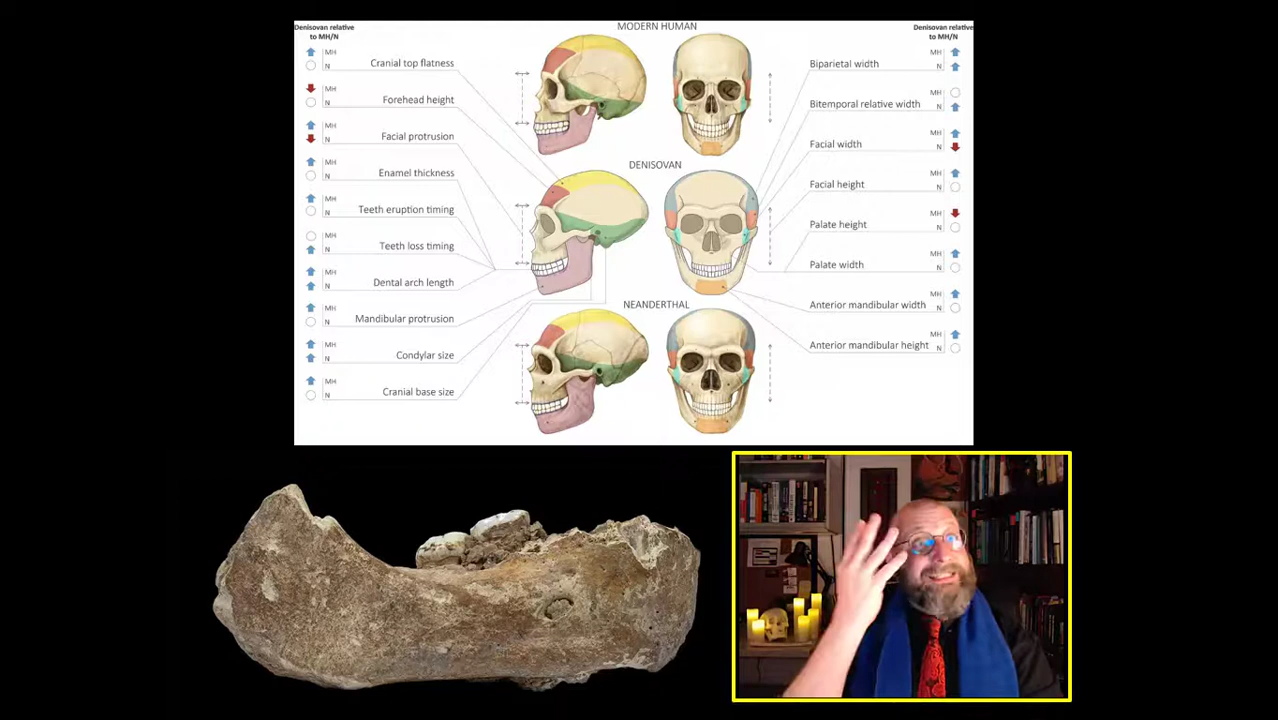 MODERN HUMAN
Denisovan relative
to MH/N
MH
N
Cranial top flatness
MH
N
Forehead height
MH
N
Facial protrusion
MH
N
Enamel thickness
MH
N
Teeth eruption timing
MH
N
Teeth loss timing
MH
N
Dental arch length
MH
N
Mandibular protrusion
MH
N
Condylar size
MH
N
Cranial base size
DENISOVAN
NEANDERTHAL
Denisovan relative
to MH/N
Biparietal width
MH
N
Bitemporal relative width
MH
N
Facial width
MH
N
Facial height
MH
N
Palate height
MH
N
Palate width
MH
N
Anterior mandibular width
MH
N
Anterior mandibular height
MH
N